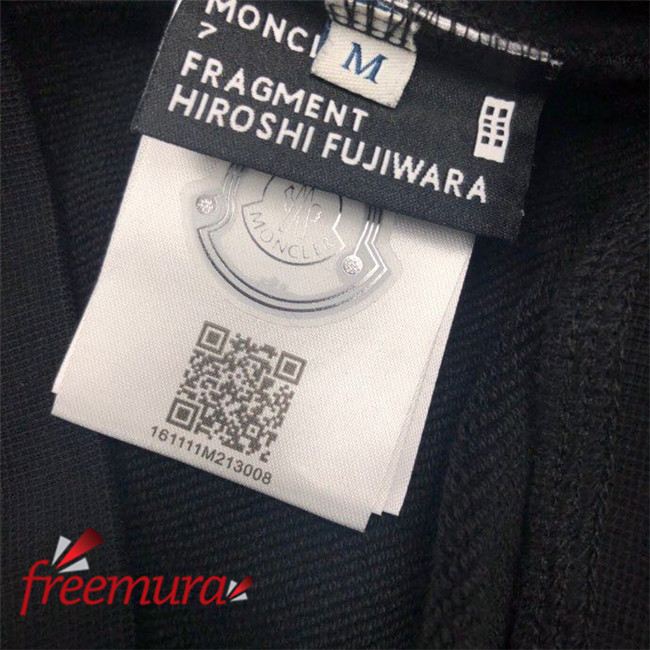 MONCL
7
M
FRAGMENT
HIROSHI FUJIWARA
MONCLER
161111M213008
freemura